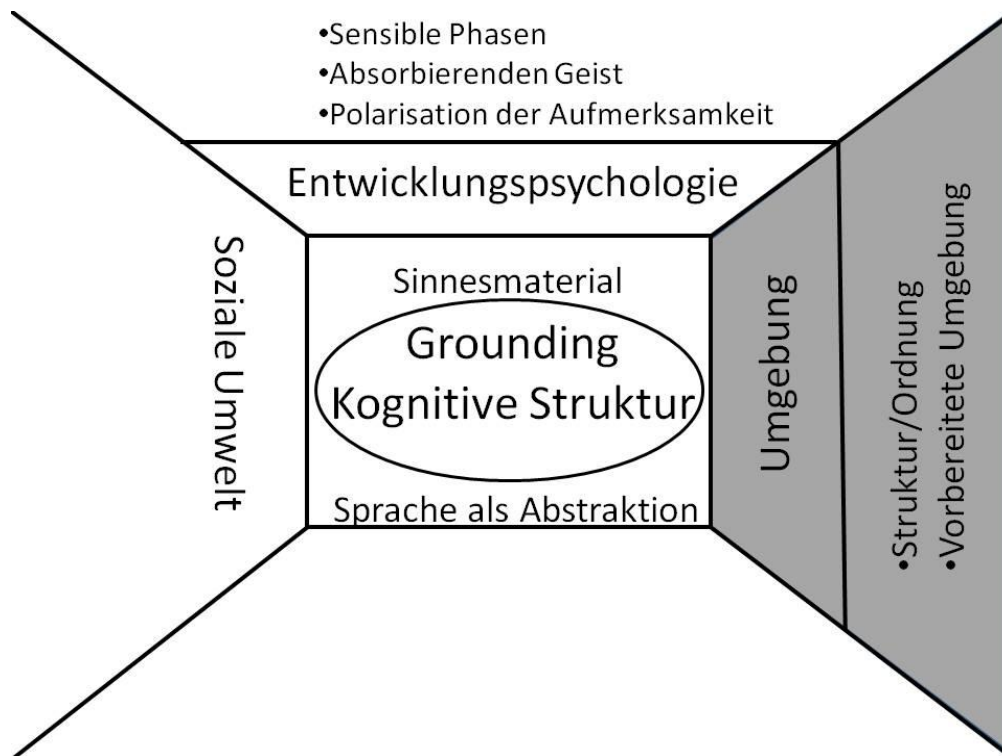 •Sensible Phasen
•Absorbierenden Geist
•Polarisation der Aufmerksamkeit
Entwicklungspsychologie
Soziale Umwelt
Sinnesmaterial
Grounding
Kognitive Struktur
Sprache als Abstraktion
Umgebung
•Struktur/Ordnung
•Vorbereitete Umgebung